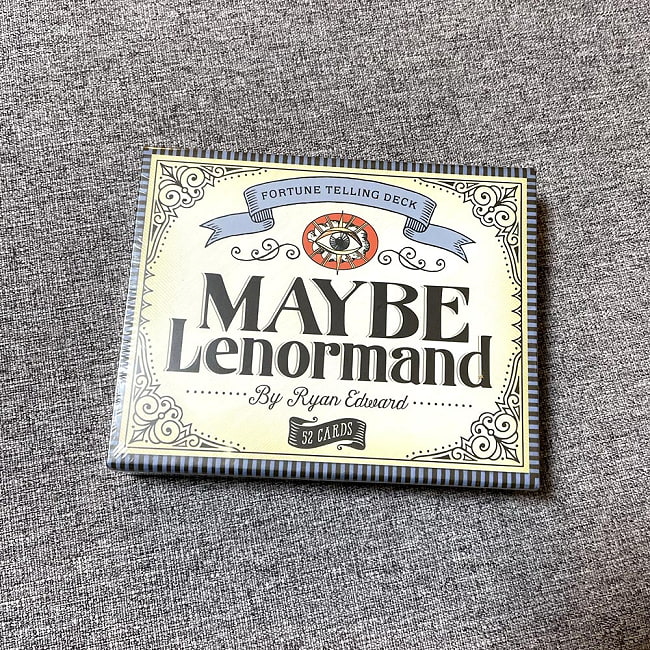 FORTUNE TELLING DECK
MAYBE
Lenormand
By Ryan Edward
52 CARDS